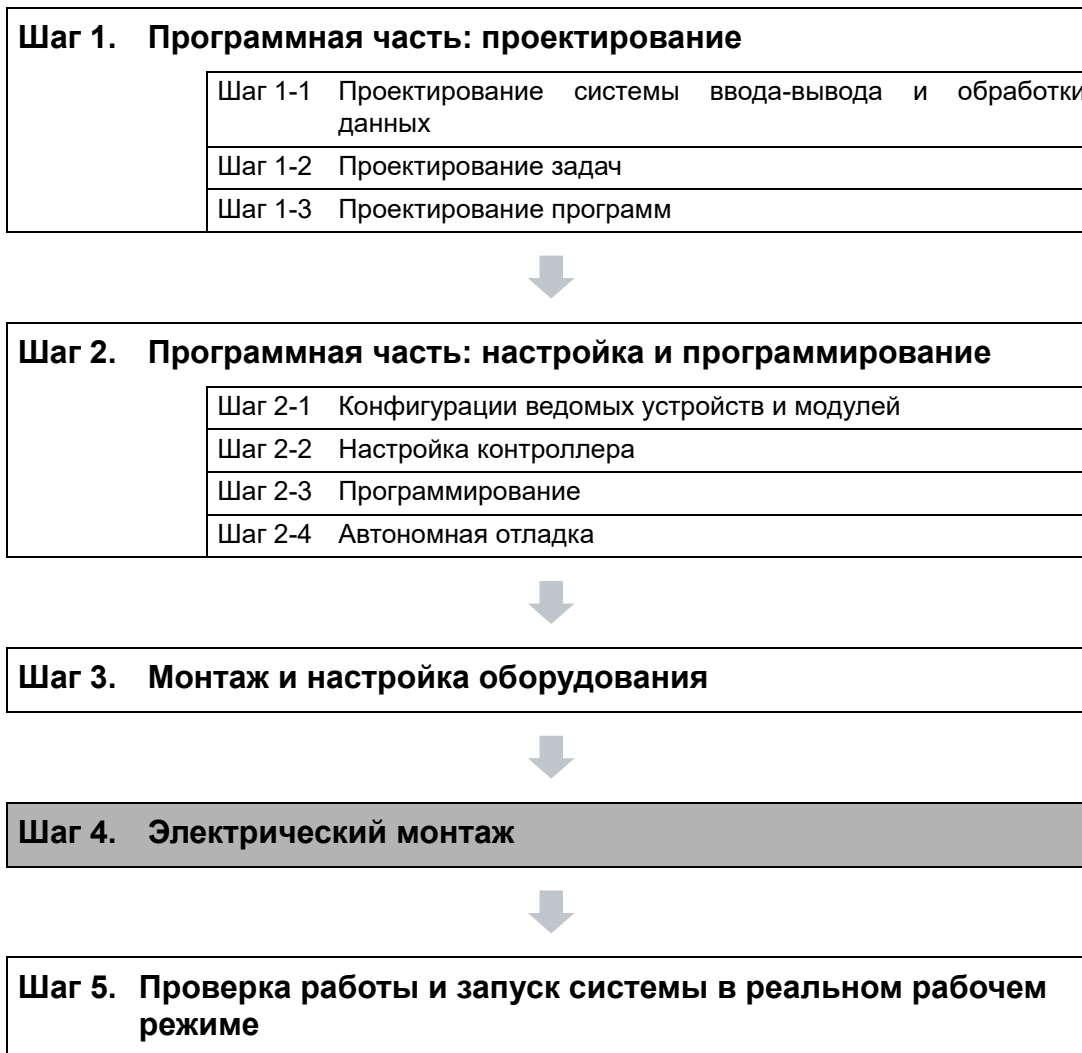 Шаг 1. Программная часть: проектирование
Шаг 1-1 Проектирование системы ввода-вывода и обработки
данных
Шаг 1-2 Проектирование задач
Шаг 1-3 Проектирование программ
Шаг 2. Программная часть: настройка и программирование
Шаг 2-1 Конфигурации ведомых устройств и модулей
Шаг 2-2 Настройка контроллера
Шаг 2-3 Программирование
Шаг 2-4 Автономная отладка
Шаг 3. Монтаж и настройка оборудования
Шаг 4. Электрический монтаж
Шаг 5. Проверка работы и запуск системы в реальном рабочем
режиме